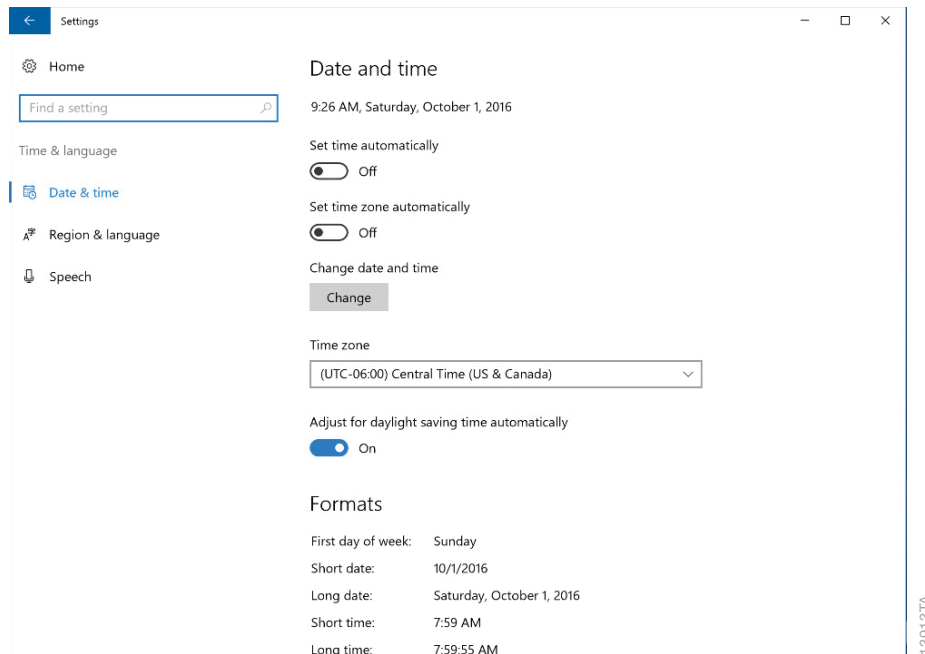 Settings
Home
Find a setting
Time & language
Date & time
Region & language
Speech
Date and time
9:26 AM, Saturday, October 1, 2016
Set time automatically
Off
Set time zone automatically
Off
Change date and time
Change
Time zone
(UTC-06:00) Central Time (US & Canada)
Adjust for daylight saving time automatically
On
Formats
First day of week: Sunday
Short date: 10/1/2016
Long date: Saturday, October 1, 2016
Short time: 7:59 AM
Long time: 7:59:55 AM